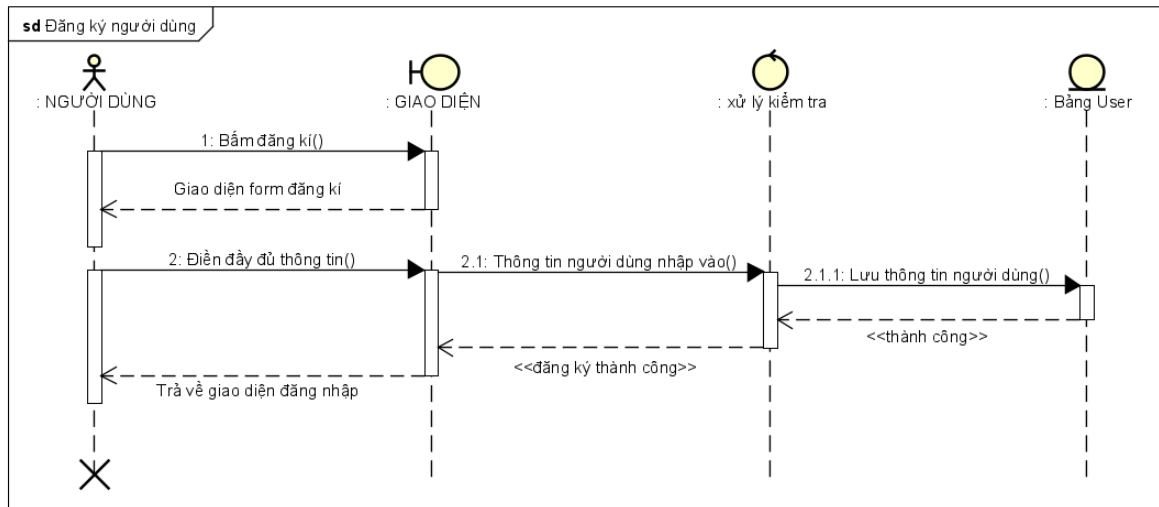 sd Đăng ký người dùng
: NGƯỜI DÙNG
: GIAO DIỆN
: xử lý kiểm tra
: Bảng User
1: Bấm đăng kí()
Giao diện form đăng kí
2: Điền đầy đủ thông tin()
2.1: Thông tin người dùng nhập vào()
2.1.1: Lưu thông tin người dùng()
<<thành công>>
<<đăng ký thành công>>
Trả về giao diện đăng nhập